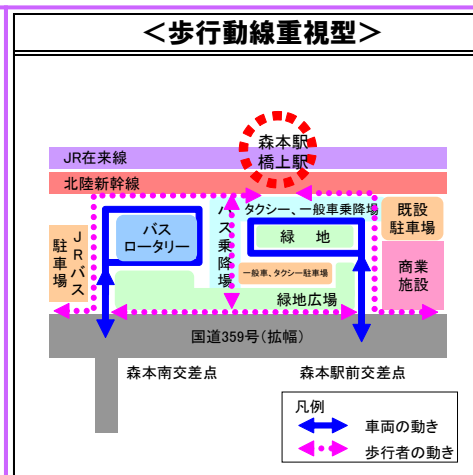 ＜歩行動線重視型＞
森本駅
橋上駅
JR在来線
北陸新幹線
タクシー、一般車乗降場
既設
駐車場
バス
ロータリー
バス乗降場
緑　地
JRバス
駐車場
一般車、タクシー駐車場
商業
施設
緑地広場
国道359号（拡幅）
森本南交差点
森本駅前交差点
凡例
車両の動き
歩行者の動き